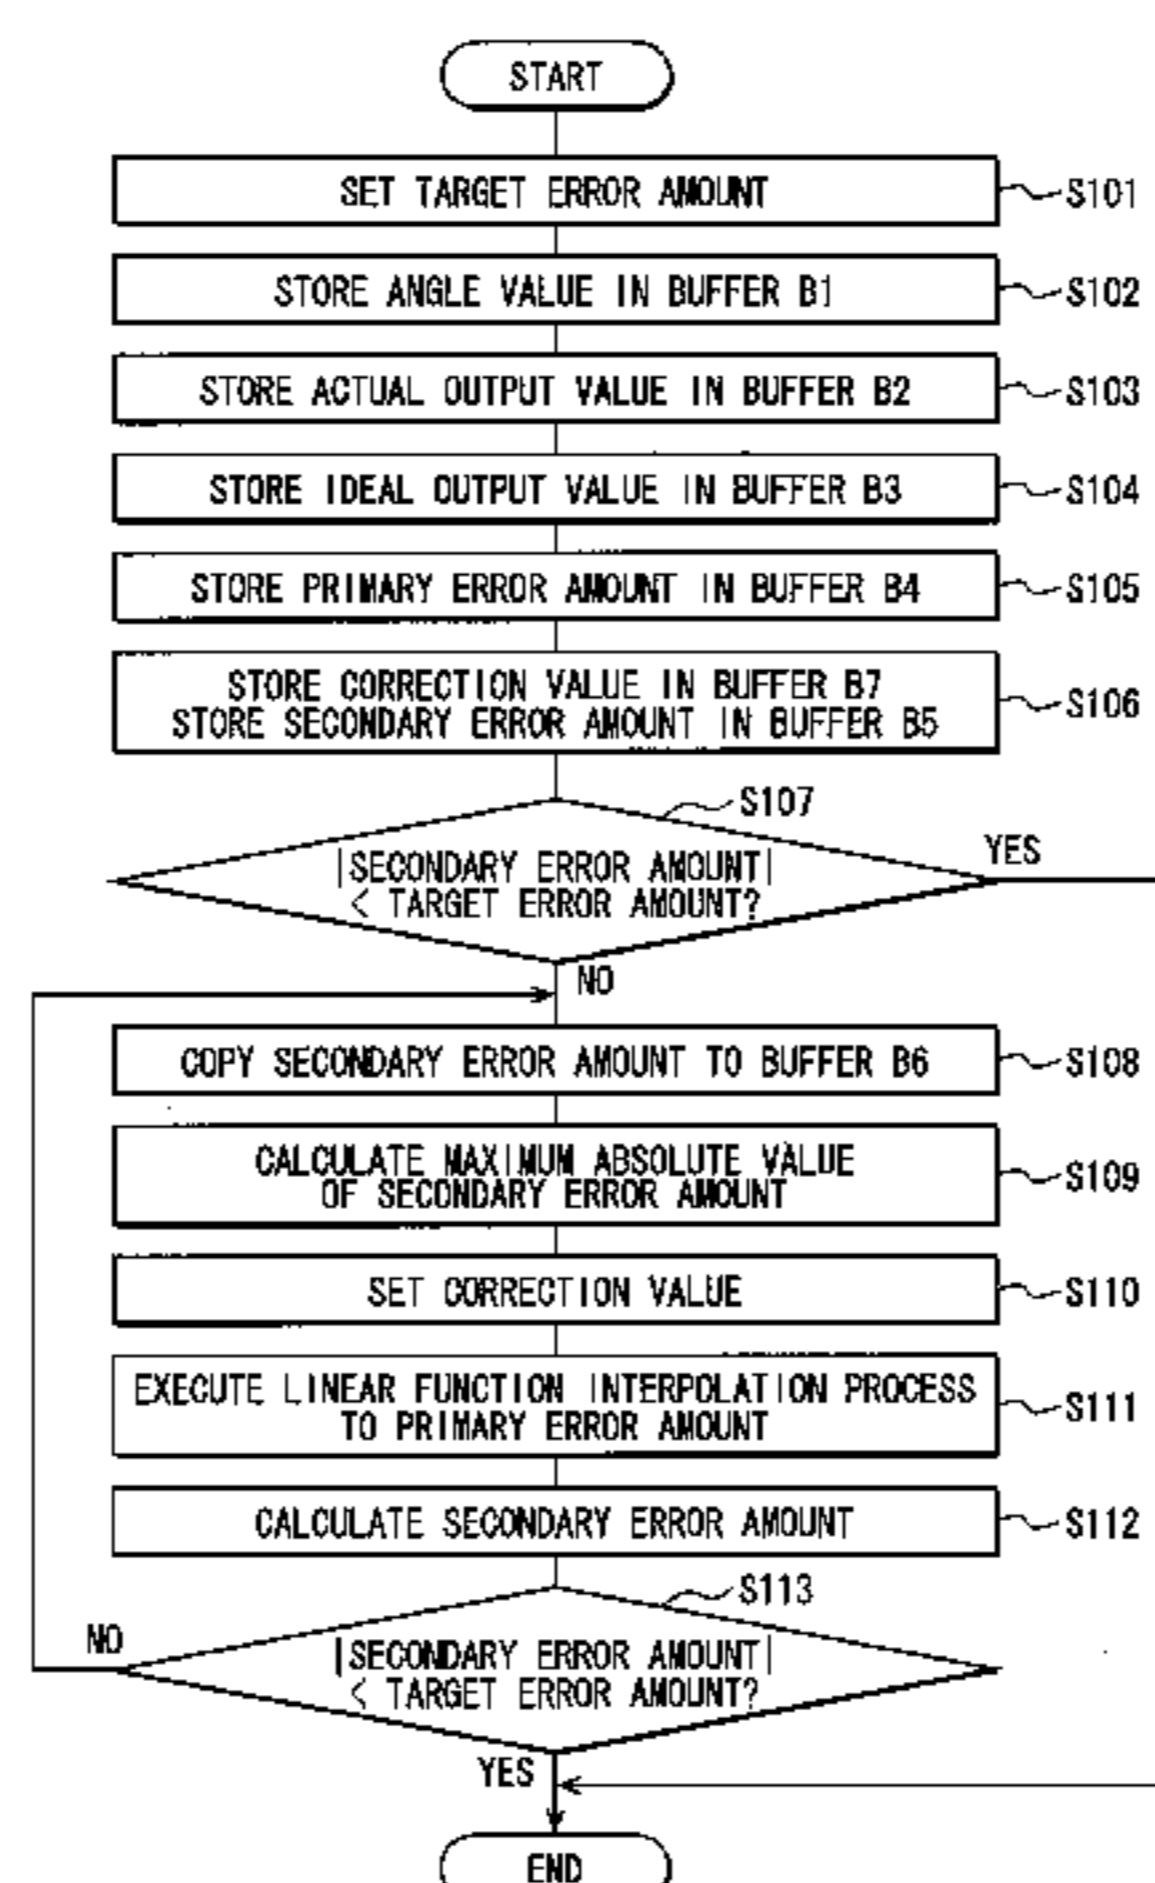 START
SET TARGET ERROR AMOUNT
S101
STORE ANGLE VALUE IN BUFFER B1
S102
STORE ACTUAL OUTPUT VALUE IN BUFFER B2
S103
STORE IDEAL OUTPUT VALUE IN BUFFER B3
S104
STORE PRIMARY ERROR AMOUNT IN BUFFER B4
S105
STORE CORRECTION VALUE IN BUFFER B7
STORE SECONDARY ERROR AMOUNT IN BUFFER B5
S106
S107
|SECONDARY ERROR AMOUNT|
< TARGET ERROR AMOUNT?
YES
NO
COPY SECONDARY ERROR AMOUNT TO BUFFER B6
S108
CALCULATE MAXIMUM ABSOLUTE VALUE
OF SECONDARY ERROR AMOUNT
S109
SET CORRECTION VALUE
S110
EXECUTE LINEAR FUNCTION INTERPOLATION PROCESS
TO PRIMARY ERROR AMOUNT
S111
CALCULATE SECONDARY ERROR AMOUNT
S112
S113
|SECONDARY ERROR AMOUNT|
< TARGET ERROR AMOUNT?
NO
YES
END